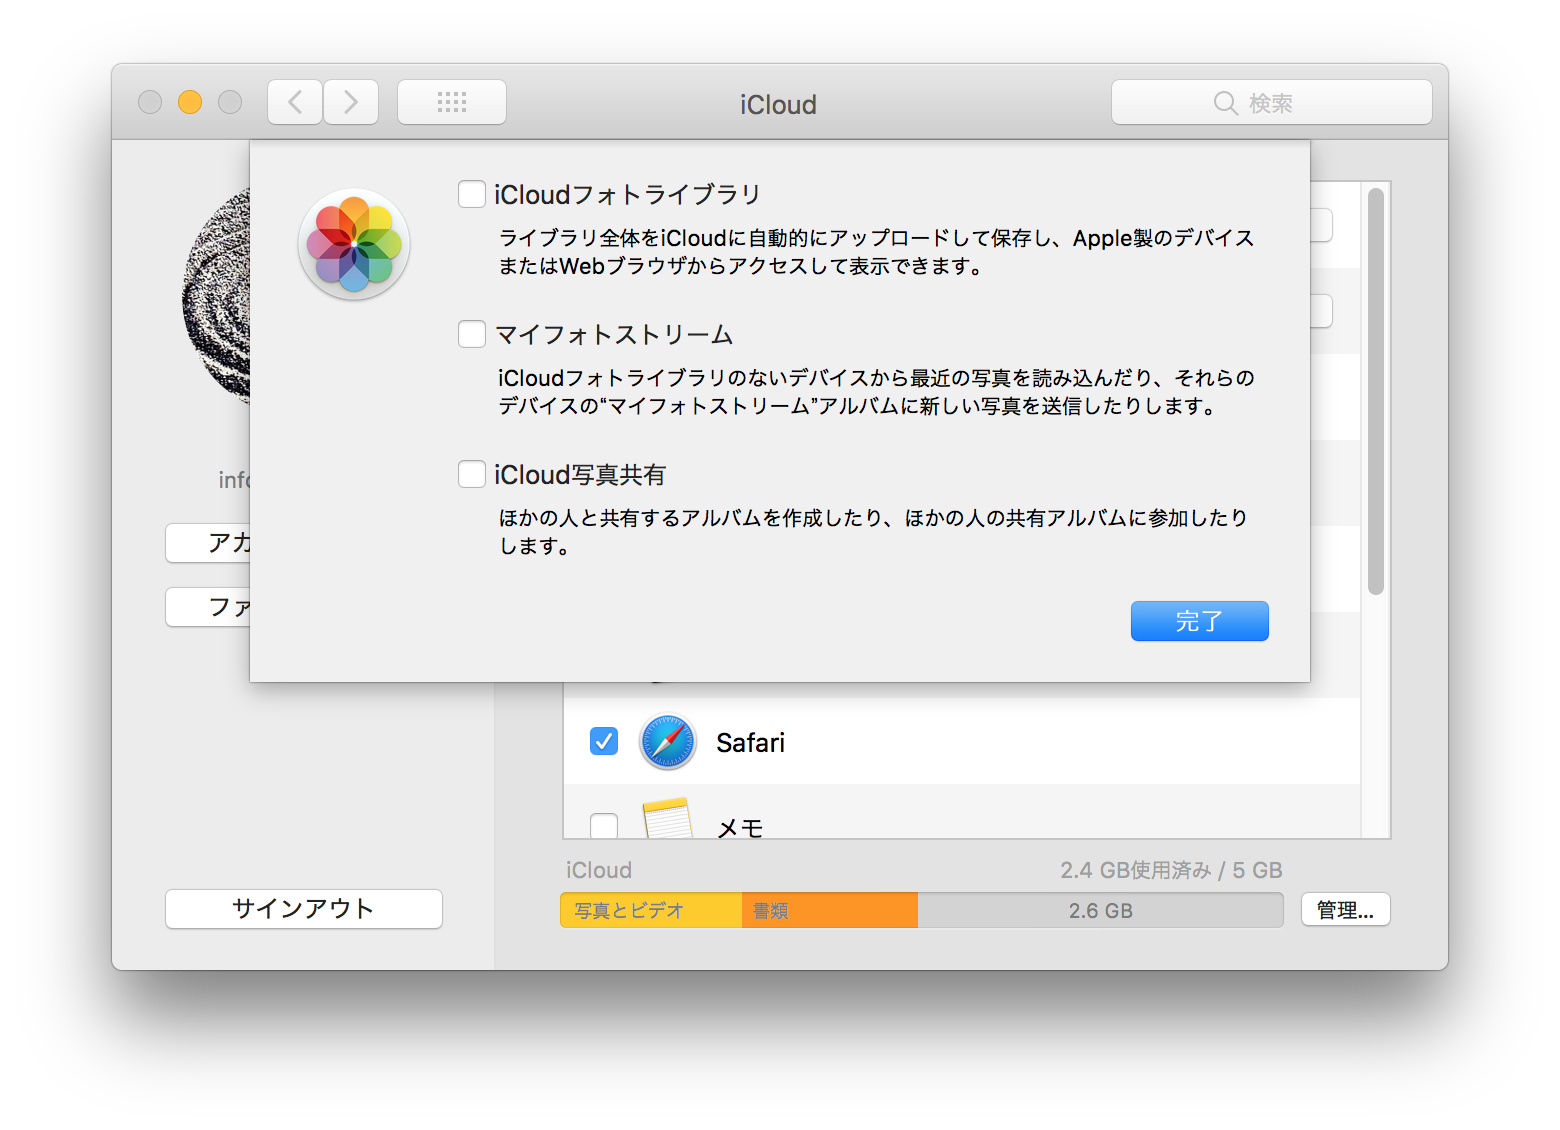 iCloud
検索
iCloudフォトライブラリ
ライブラリ全体をiCloudに自動的にアップロードして保存し、Apple製のデバイス
またはWebブラウザからアクセスして表示できます。
マイフォトストリーム
iCloudフォトライブラリのないデバイスから最近の写真を読み込んだり、それらの
デバイスの“マイフォトストリーム”アルバムに新しい写真を送信したりします。
iCloud写真共有
ほかの人と共有するアルバムを作成したり、ほかの人の共有アルバムに参加したり
します。
完了
info
アカ
ファ
Safari
メモ
iCloud
2.4 GB使用済み / 5 GB
写真とビデオ
書類
2.6 GB
管理...
サインアウト